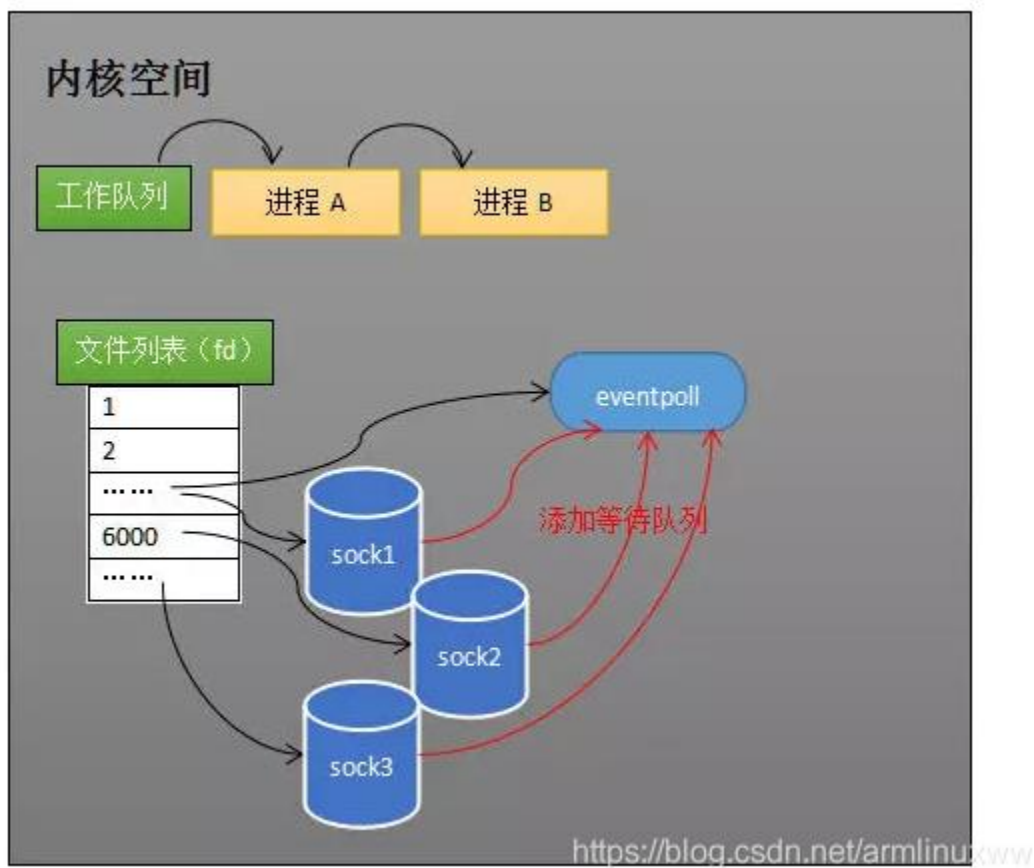 内核空间
工作队列
进程 A
进程 B
文件列表（fd）
1
2
……
6000
……
eventpoll
添加等待队列
sock1
sock2
sock3
https://blog.csdn.net/armlinuxww